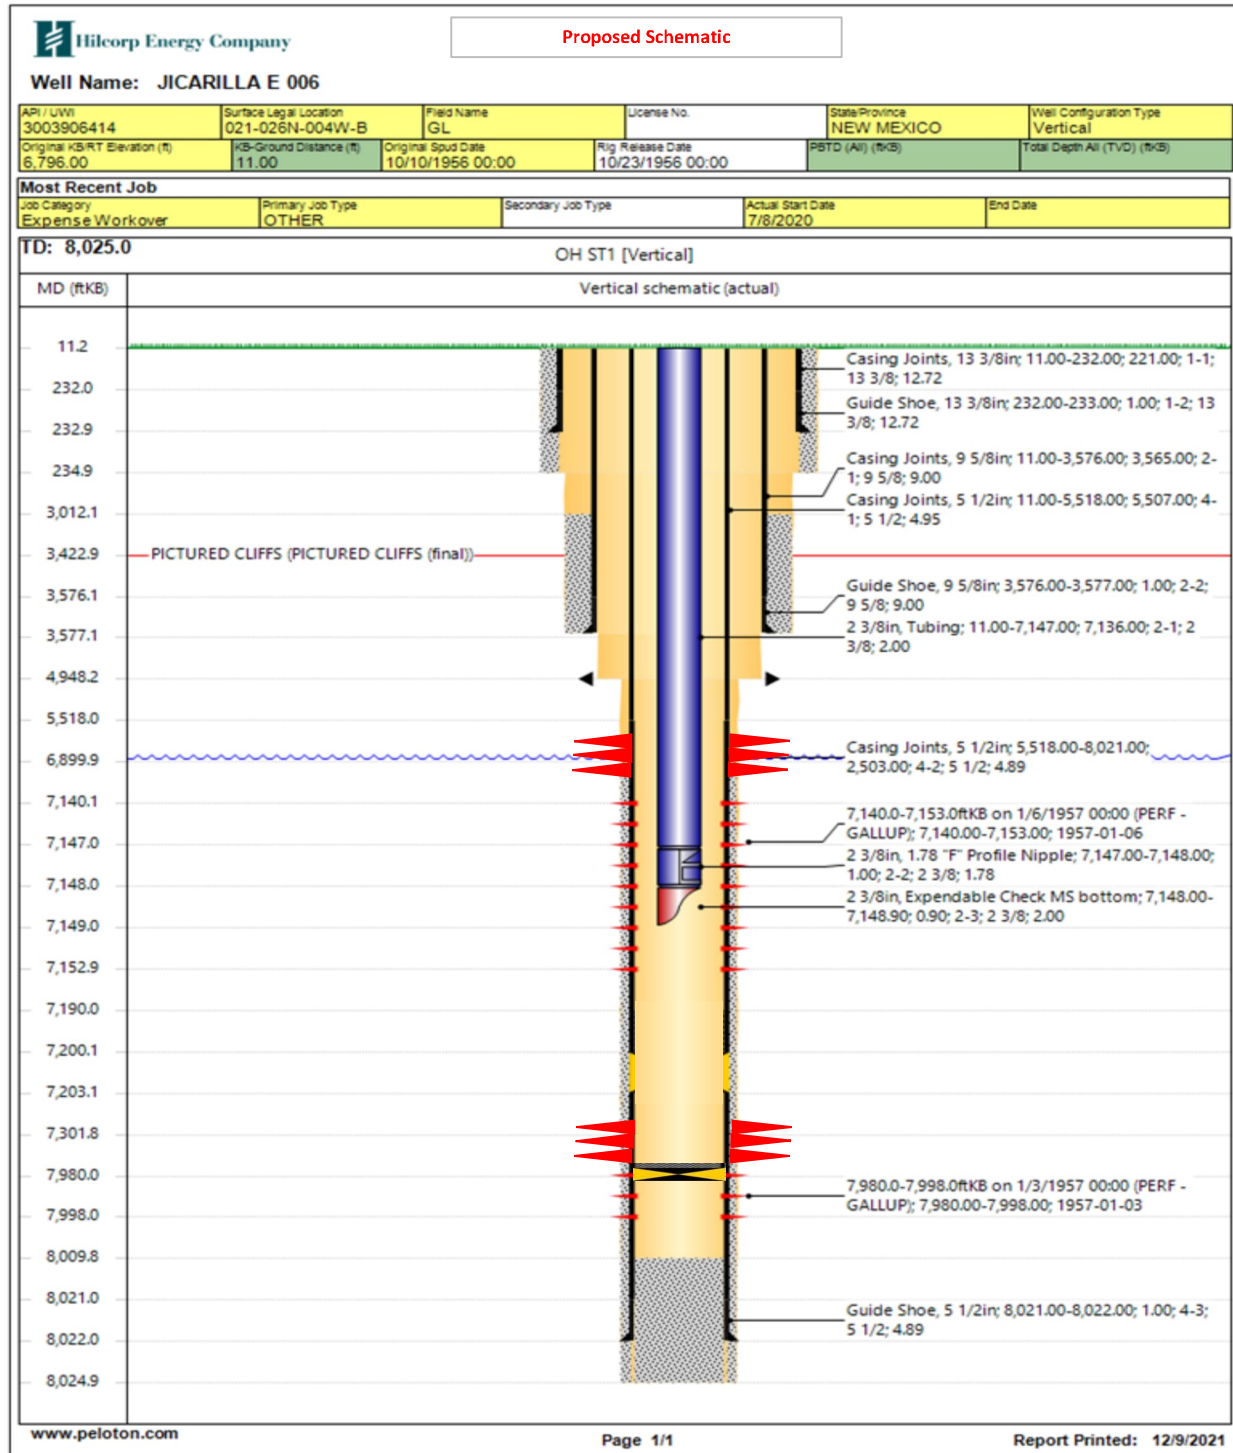 Hilcorp Energy Company
Proposed Schematic
Well Name: JICARILLA E 006
API / UWI
Surface Legal Location
Field Name
License No.
State/Province
Well Configuration Type
3003906414
021-026N-004W-B
GL
NEW MEXICO
Vertical
Original KB/RT Elevation (ft)
KB-Ground Distance (ft)
Original Spud Date
Rig Release Date
PBTD (All) (ftKB)
Total Depth All (TVD) (ftKB)
6,796.00
11.00
10/10/1956 00:00
10/23/1956 00:00
Most Recent Job
Job Category
Primary Job Type
Secondary Job Type
Actual Start Date
End Date
Expense Workover
OTHER
7/8/2020
TD: 8,025.0
OH ST1 [Vertical]
MD (ftKB)
Vertical schematic (actual)
11.2
Casing Joints, 13 3/8in; 11.00-232.00; 221.00; 1-1;
13 3/8; 12.72
232.0
Guide Shoe, 13 3/8in; 232.00-233.00; 1.00; 1-2; 13
3/8; 12.72
232.9
234.9
Casing Joints, 9 5/8in; 11.00-3,576.00; 3,565.00; 2-
1; 9 5/8; 9.00
Casing Joints, 5 1/2in; 11.00-5,518.00; 5,507.00; 4-
1; 5 1/2; 4.95
3,012.1
3,422.9
PICTURED CLIFFS (PICTURED CLIFFS (final))
3,576.1
Guide Shoe, 9 5/8in; 3,576.00-3,577.00; 1.00; 2-2;
9 5/8; 9.00
2 3/8in, Tubing; 11.00-7,147.00; 7,136.00; 2-1; 2
3/8; 2.00
3,577.1
4,948.2
5,518.0
6,899.9
Casing Joints, 5 1/2in; 5,518.00-8,021.00;
2,503.00; 4-2; 5 1/2; 4.89
7,140.1
7,140.0-7,153.0ftKB on 1/6/1957 00:00 (PERF -
GALLUP); 7,140.00-7,153.00; 1957-01-06
7,147.0
2 3/8in, 1.78 "F" Profile Nipple; 7,147.00-7,148.00;
1.00; 2-2; 2 3/8; 1.78
7,148.0
2 3/8in, Expendable Check MS bottom; 7,148.00-
7,148.90; 0.90; 2-3; 2 3/8; 2.00
7,149.0
7,152.9
7,190.0
7,200.1
7,203.1
7,301.8
7,980.0
7,980.0-7,998.0ftKB on 1/3/1957 00:00 (PERF -
GALLUP); 7,980.00-7,998.00; 1957-01-03
7,998.0
8,009.8
8,021.0
Guide Shoe, 5 1/2in; 8,021.00-8,022.00; 1.00; 4-3;
5 1/2; 4.89
8,022.0
8,024.9
www.peloton.com
Page 1/1
Report Printed: 12/9/2021